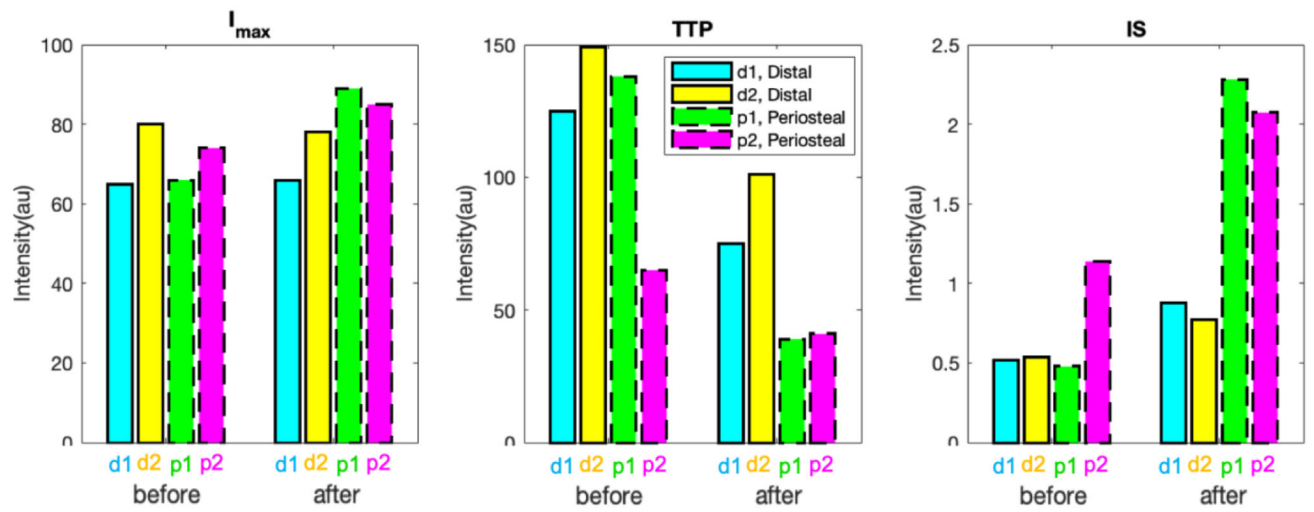 I_max
100
80
60
40
20
0
Intensity(au)
d1 d2 p1 p2 d1 d2 p1 p2
before after
TTP
150
100
50
0
Intensity(au)
d1, Distal
d2, Distal
p1, Periosteal
p2, Periosteal
d1 d2 p1 p2 d1 d2 p1 p2
before after
IS
2.5
2
1.5
1
0.5
0
Intensity(au)
d1 d2 p1 p2 d1 d2 p1 p2
before after